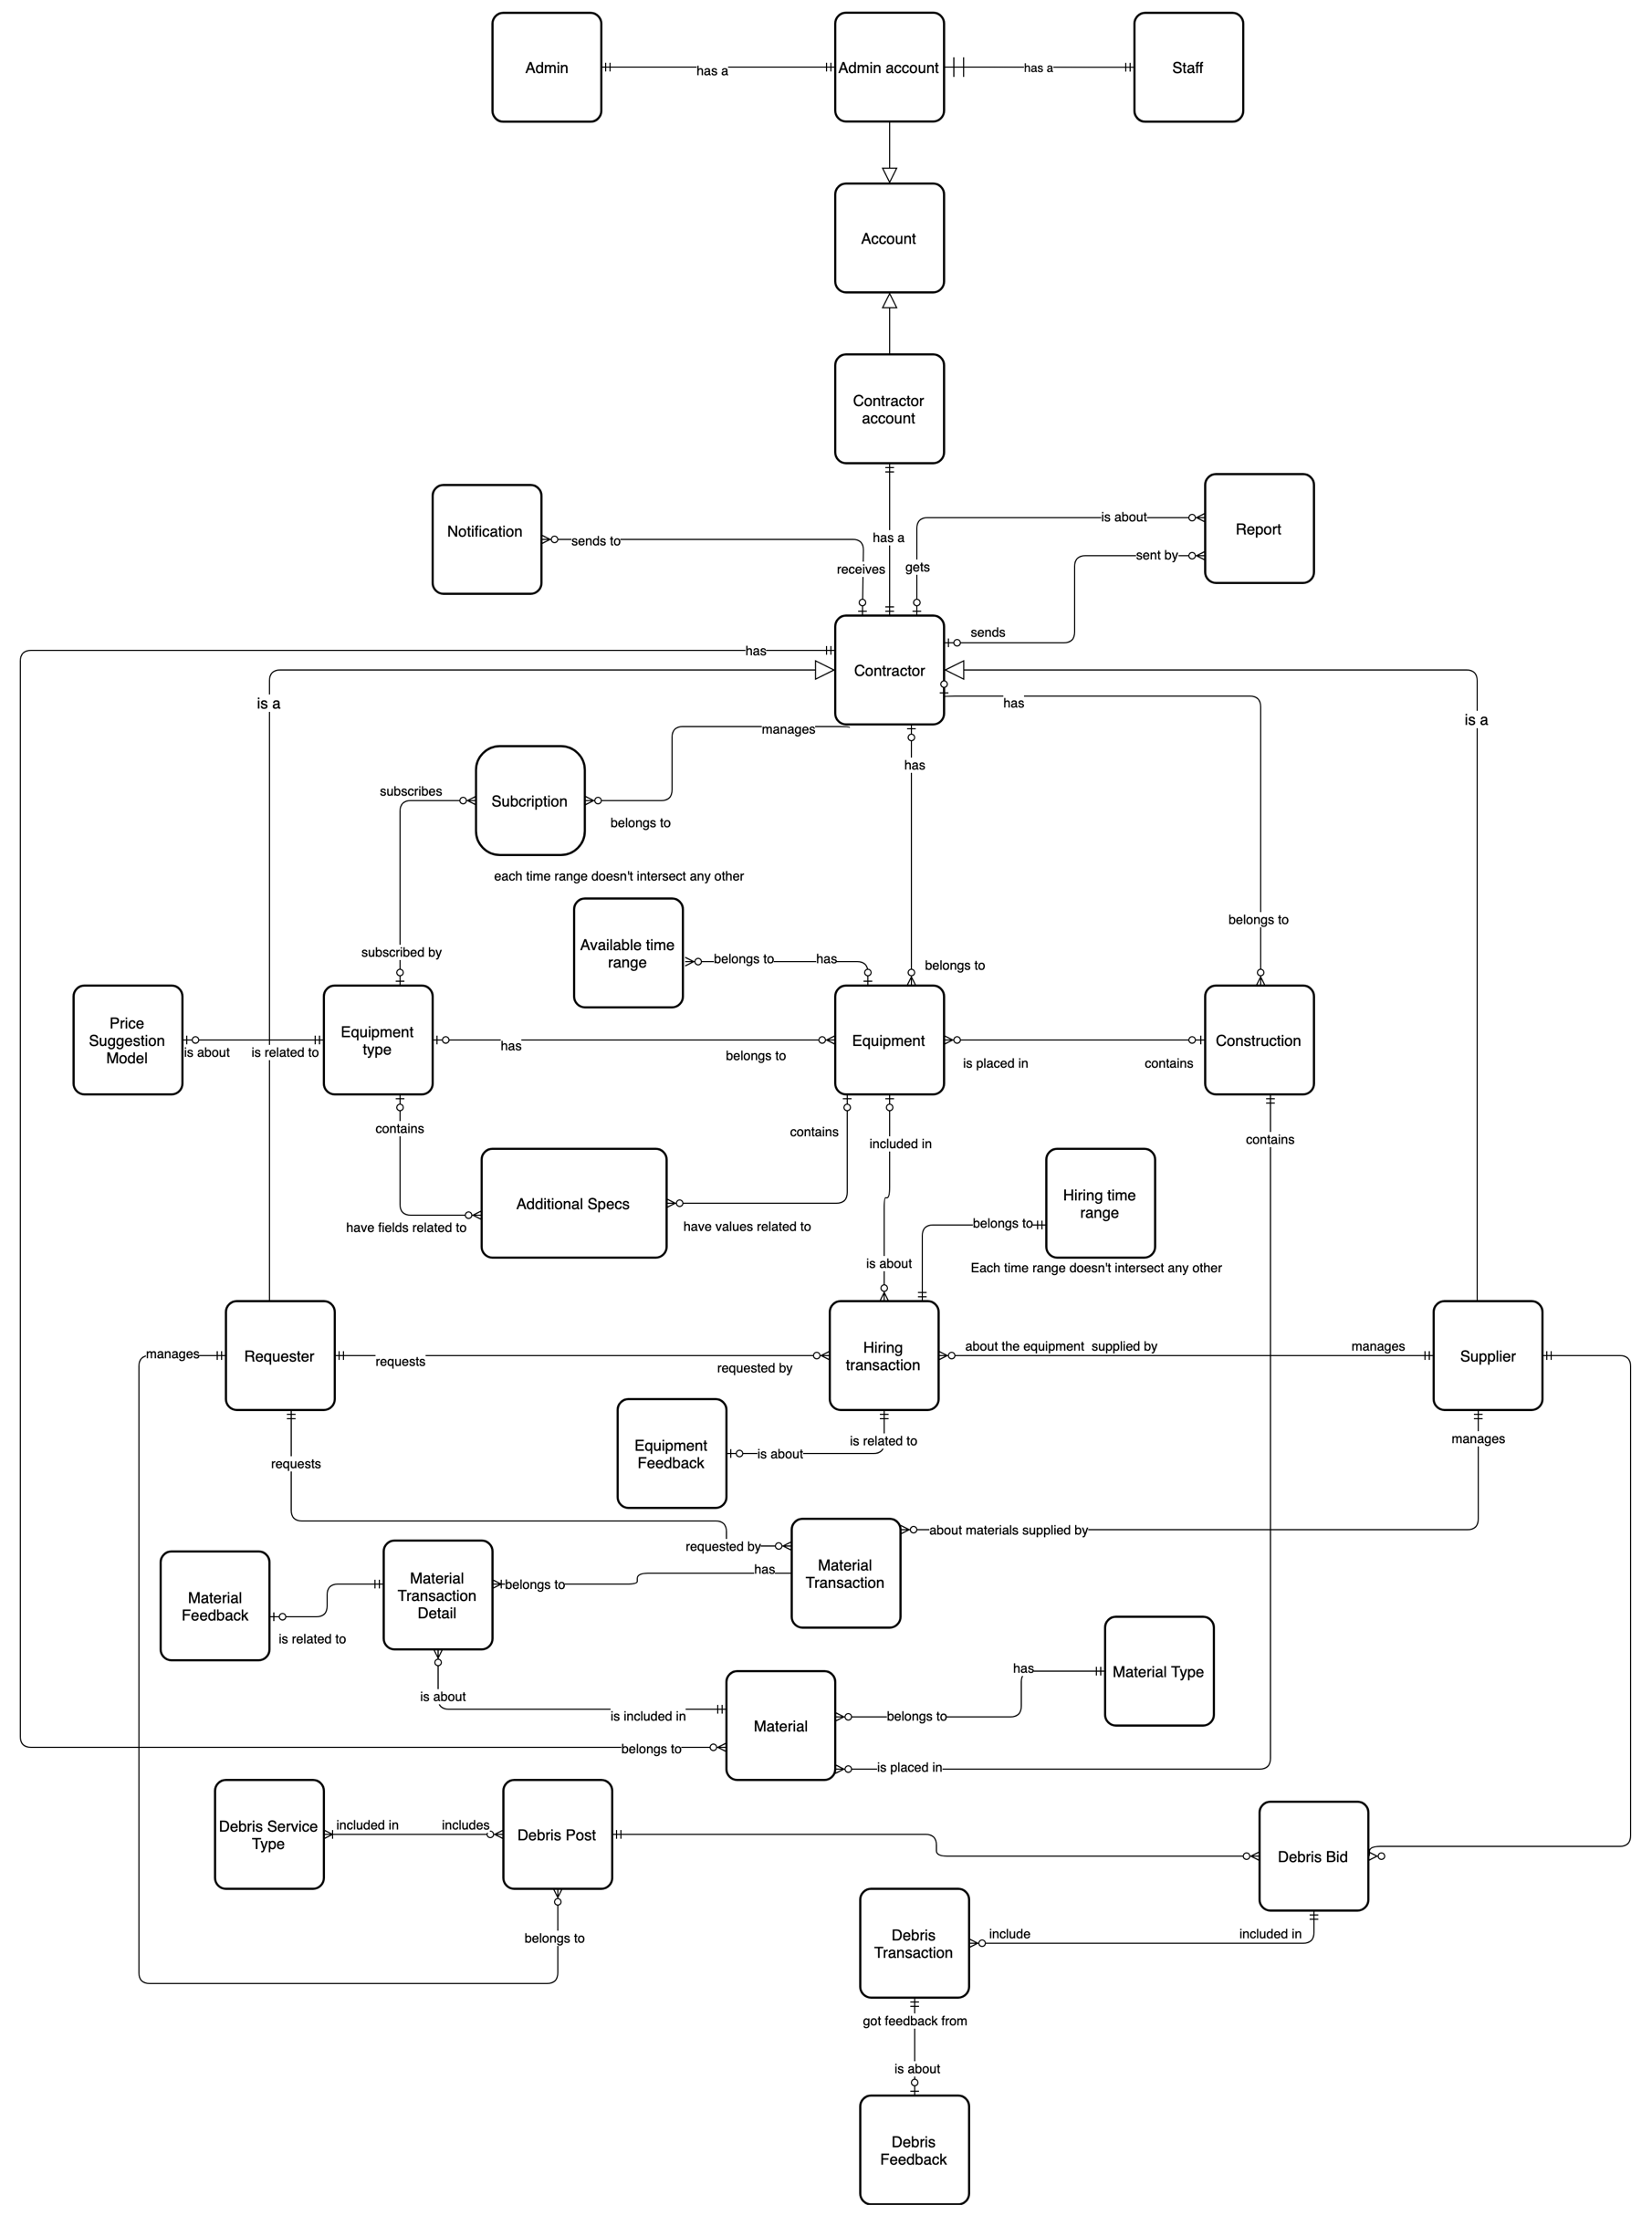 Admin
has a
Admin account
has a
Staff
Account
Contractor
account
Notification
sends to
receives
has a
gets
is about
sent by
Report
sends
has
Contractor
is a
has
is a
manages
has
subscribes
Subcription
belongs to
each time range doesn't intersect any other
belongs to
subscribed by
Available time
range
belongs to
has
belongs to
Price
Suggestion
Model
is about
is related to
Equipment
type
has
belongs to
Equipment
is placed in
contains
Construction
contains
contains
included in
contains
have fields related to
Additional Specs
have values related to
Hiring time
range
belongs to
is about
Each time range doesn't intersect any other
manages
Requester
requests
requested by
Hiring
transaction
about the equipment  supplied by
manages
Supplier
Equipment
Feedback
is about
is related to
manages
requests
about materials supplied by
requested by
Material
Transaction
has
belongs to
Material
Transaction
Detail
Material
Feedback
is related to
has
Material Type
is about
is included in
Material
belongs to
belongs to
is placed in
Debris Service
Type
included in
includes
Debris Post
Debris Bid
belongs to
Debris
Transaction
include
included in
got feedback from
is about
Debris
Feedback